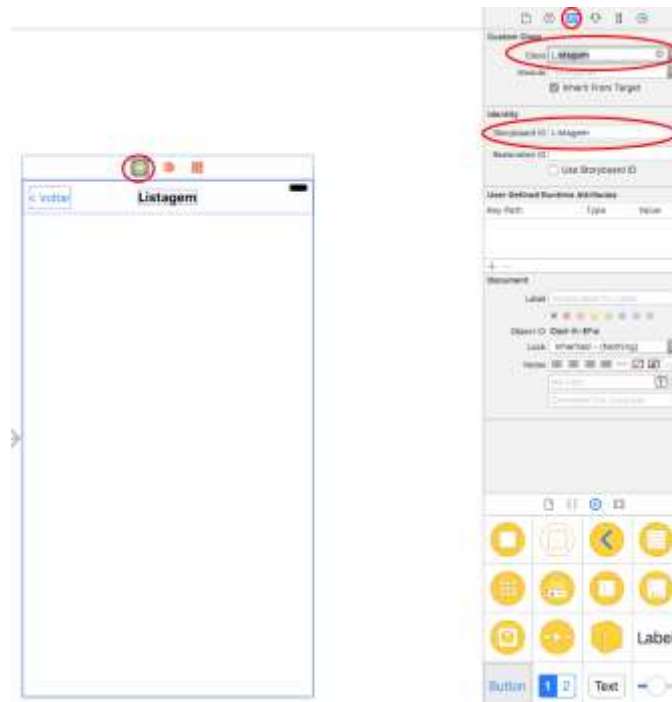 < Voltar
Listagem
Custom Class
Class Listagem
Module
Inherit From Target
Identity
Storyboard ID Listagem
Restoration ID
Use Storyboard ID
User Defined Runtime Attributes
Key Path Type Value
+ −
Document
Label
Object ID
Lock Inherited - (Nothing)
Notes
Label
Button
1 2
Text